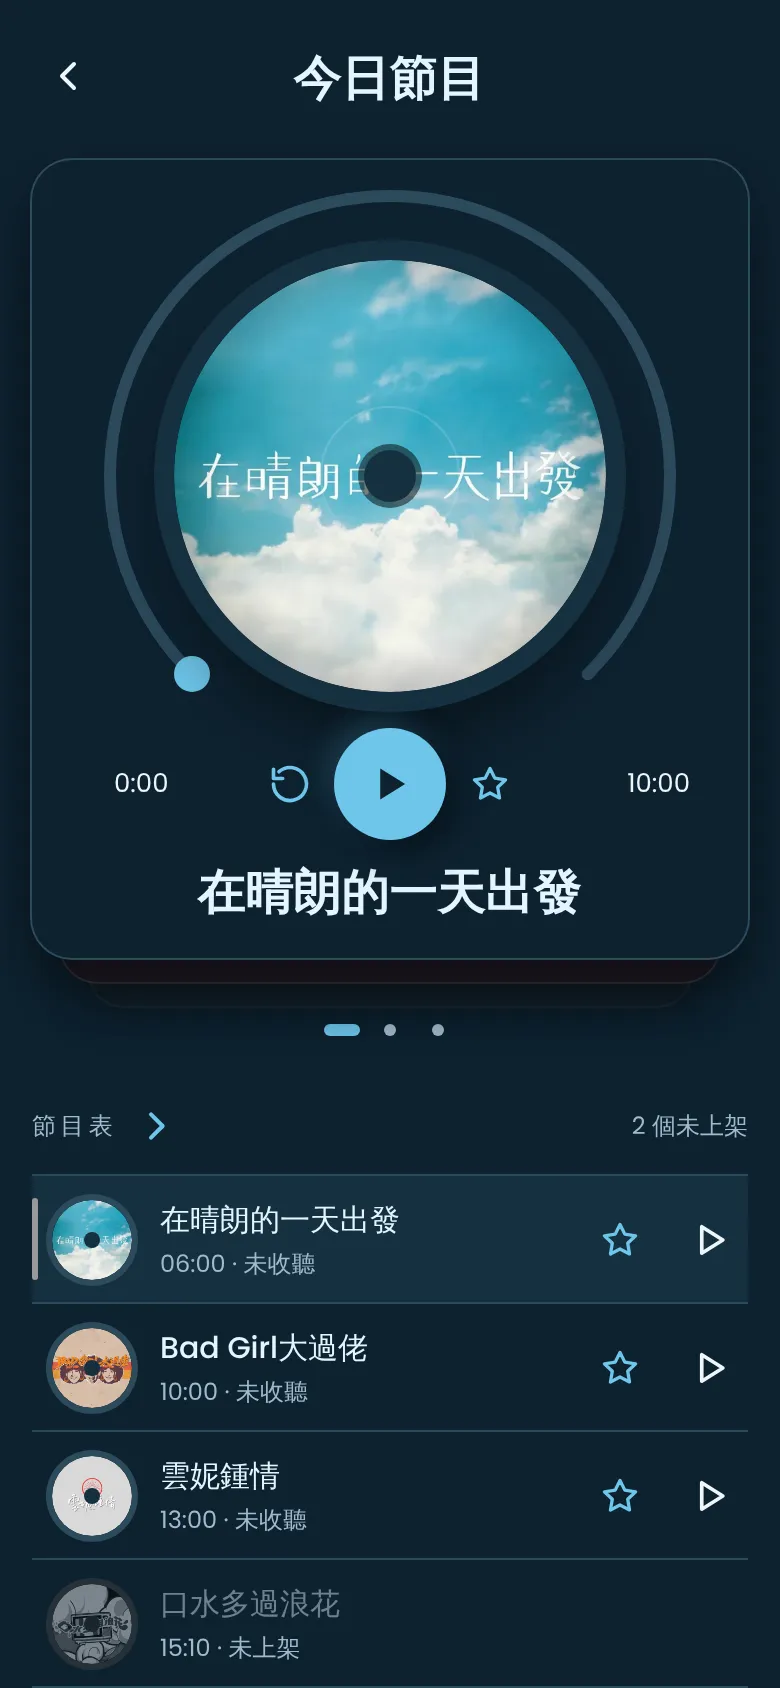 今日節目
在晴朗的一天出發
0:00
10:00
在晴朗的一天出發
節目表
2 個未上架
在晴朗的一天出發
06:00 · 未收聽
Bad Girl大過佬
10:00 · 未收聽
雲妮鍾情
13:00 · 未收聽
口水多過浪花
15:10 · 未上架